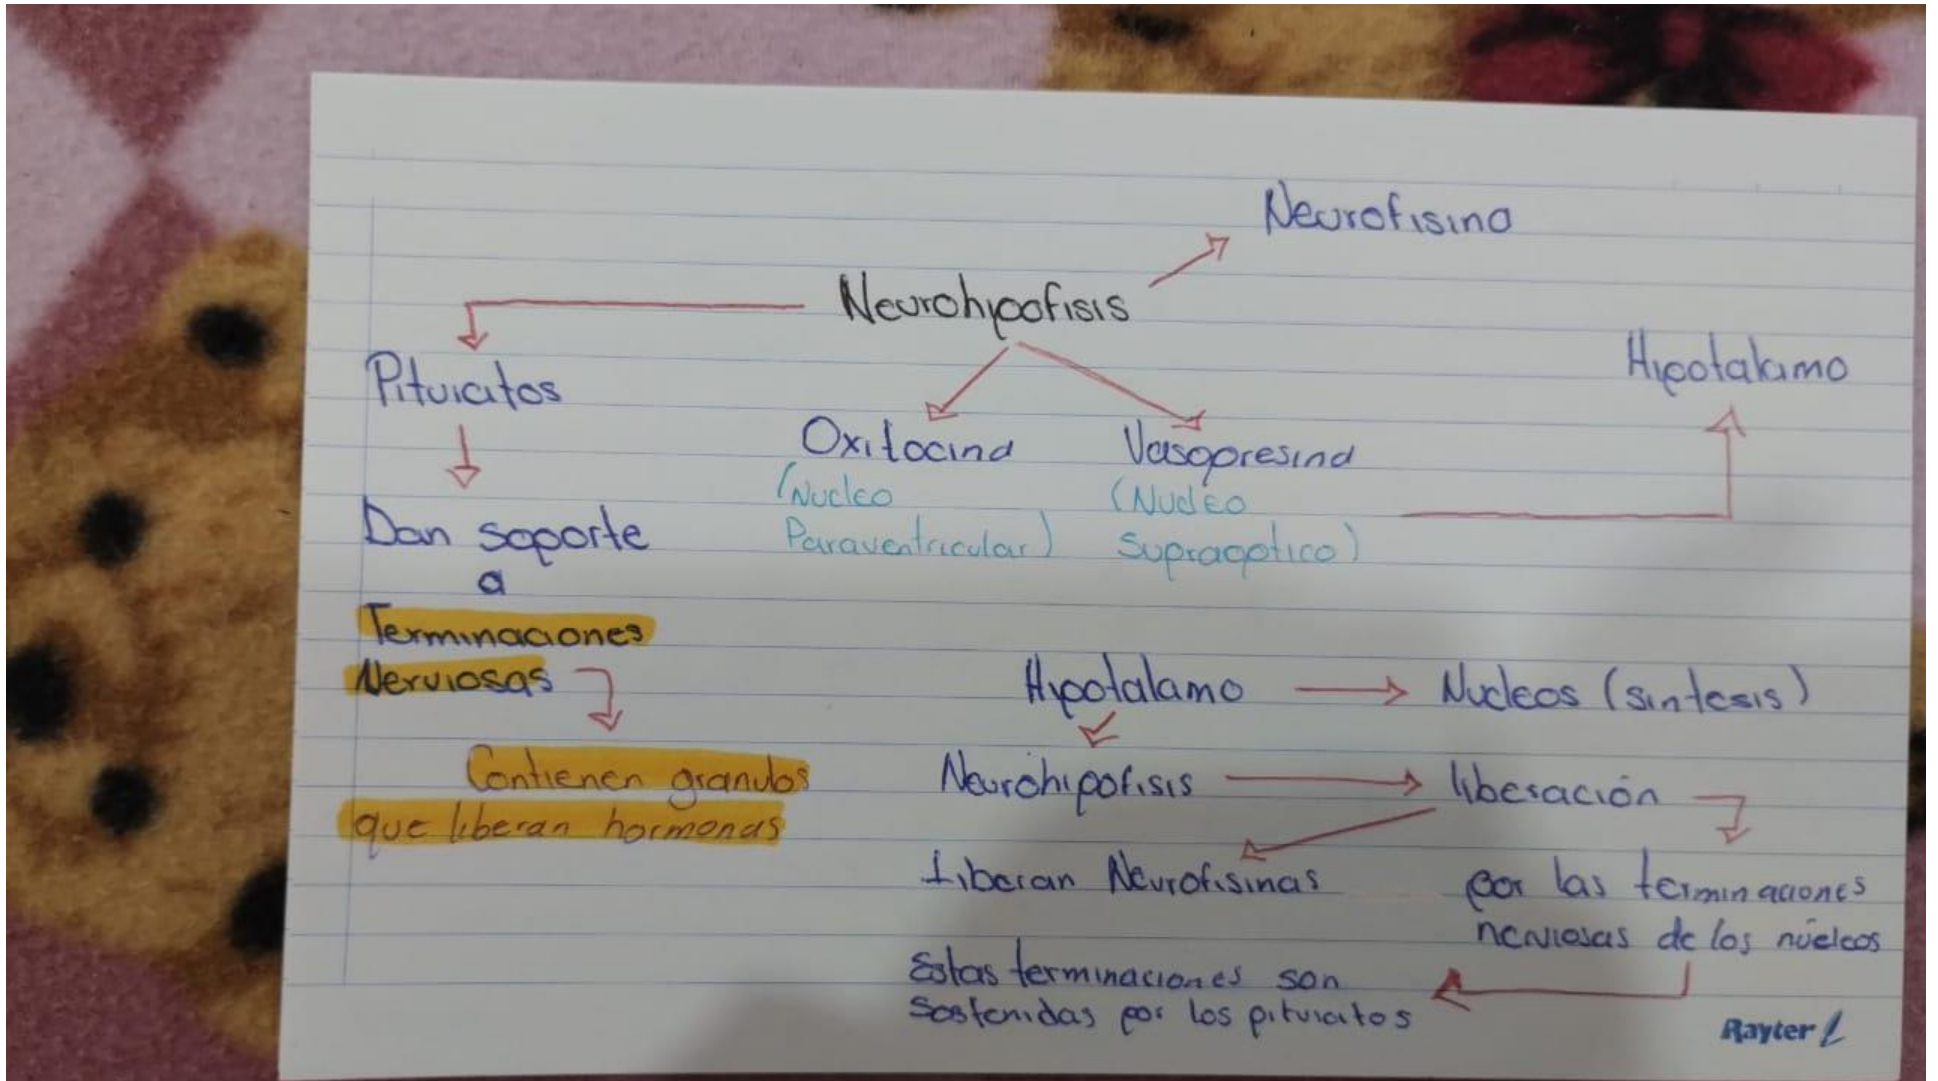 Neurofisina
Neurohipofisis
Hipotalamo
Pituicitos
Oxitocina
Vasopresina
(Nucleo
Paraventricular)
(Nucleo
Supraoptico)
Dan soporte
a
Terminaciones
Nerviosas
Contienen granulos
que liberan hormonas
Hipotalamo
Nucleos (sintesis)
Neurohipofisis
liberación
Liberan Neurofisinas
por las terminaciones
nerviosas de los núcleos
Estas terminaciones son
sostenidas por los pituicitos
Rayter